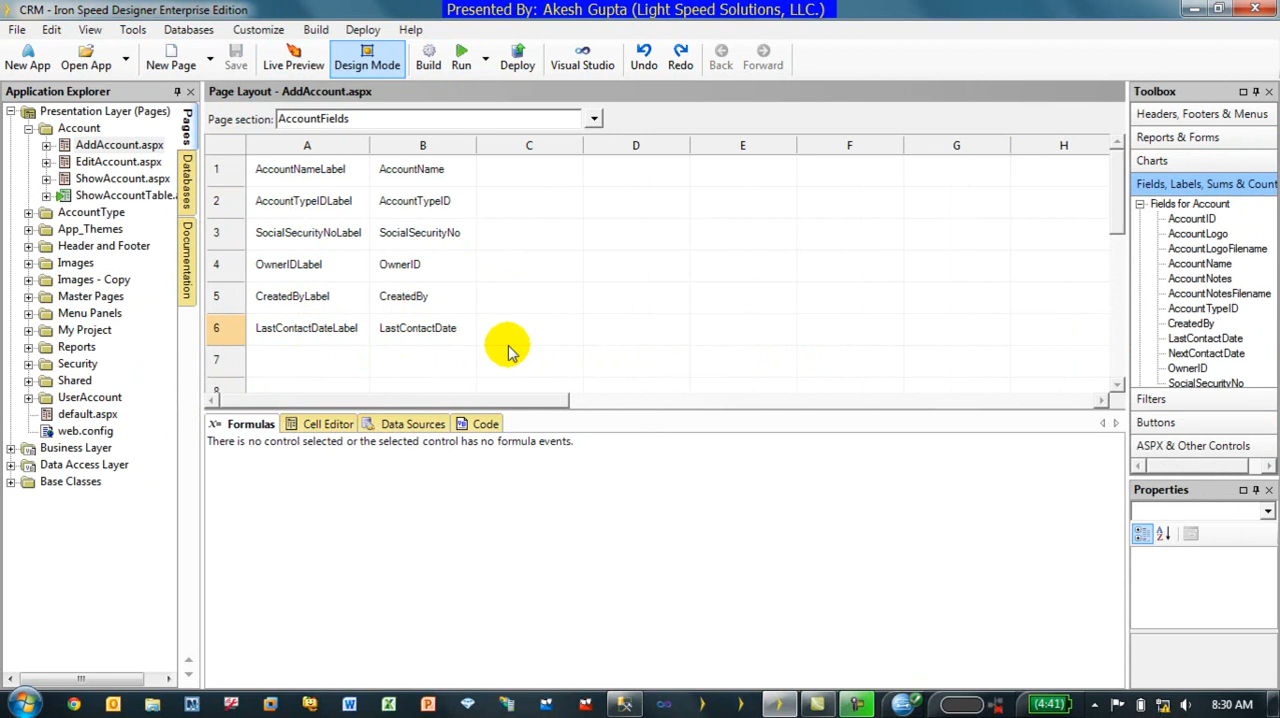 CRM - Iron Speed Designer Enterprise Edition
Presented By: Akesh Gupta (Light Speed Solutions, LLC.)
File Edit View Tools Databases Customize Build Deploy Help
New App Open App New Page Save Live Preview Design Mode Build Run Deploy Visual Studio Undo Redo Back Forward
Application Explorer
Presentation Layer (Pages)
Account
AddAccount.aspx
EditAccount.aspx
ShowAccount.aspx
ShowAccountTable.
AccountType
App_Themes
Header and Footer
Images
Images - Copy
Master Pages
Menu Panels
My Project
Reports
Security
Shared
UserAccount
default.aspx
web.config
Business Layer
Data Access Layer
Base Classes
Pages
Databases
Documentation
Page Layout - AddAccount.aspx
Page section: AccountFields
A B C D E F G H
1 AccountNameLabel AccountName
2 AccountTypeIDLabel AccountTypeID
3 SocialSecurityNoLabel SocialSecurityNo
4 OwnerIDLabel OwnerID
5 CreatedByLabel CreatedBy
6 LastContactDateLabel LastContactDate
7
8
X= Formulas Cell Editor Data Sources Code
There is no control selected or the selected control has no formula events.
Toolbox
Headers, Footers & Menus
Reports & Forms
Charts
Fields, Labels, Sums & Count
Fields for Account
AccountID
AccountLogo
AccountLogoFilename
AccountName
AccountNotes
AccountNotesFilename
AccountTypeID
CreatedBy
LastContactDate
NextContactDate
OwnerID
SocialSecurityNo
Filters
Buttons
ASPX & Other Controls
Properties
(4:41)
8:30 AM